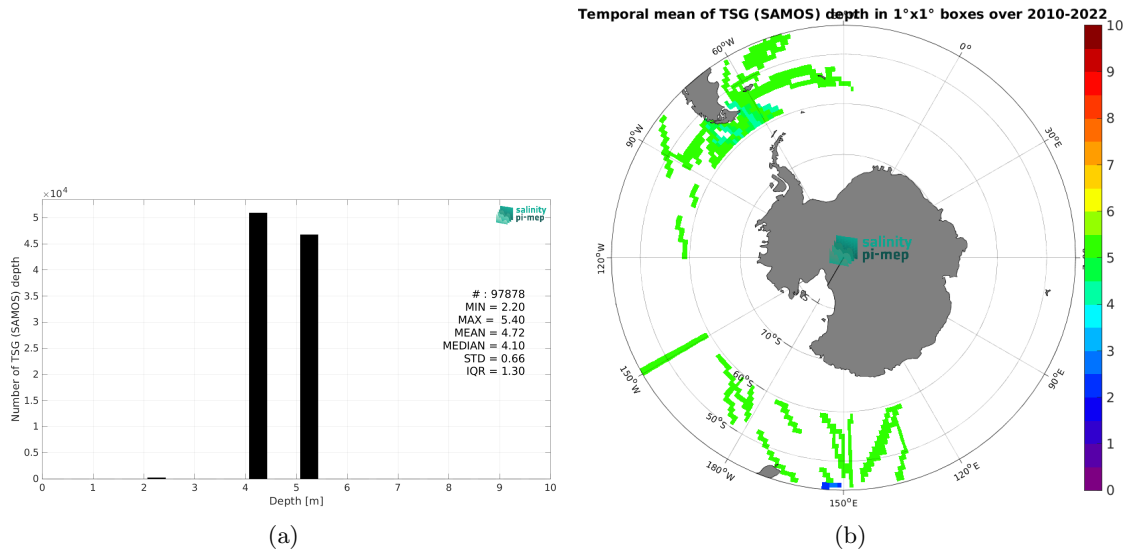 ×10⁴
5
4.5
4
3.5
3
2.5
2
1.5
1
0.5
0
Number of TSG (SAMOS) depth
salinity
pi-mep
# : 97878
MIN = 2.20
MAX = 5.40
MEAN = 4.72
MEDIAN = 4.10
STD = 0.66
IQR = 1.30
0 1 2 3 4 5 6 7 8 9 10
Depth [m]
(a)
Temporal mean of TSG (SAMOS) depth in 1°x1° boxes over 2010-2022
60°W
0°
30°E
90°W
120°W
150°W
180°W
150°E
120°E
90°E
70°S
60°S
50°S
salinity
pi-mep
10
9
8
7
6
5
4
3
2
1
0
(b)